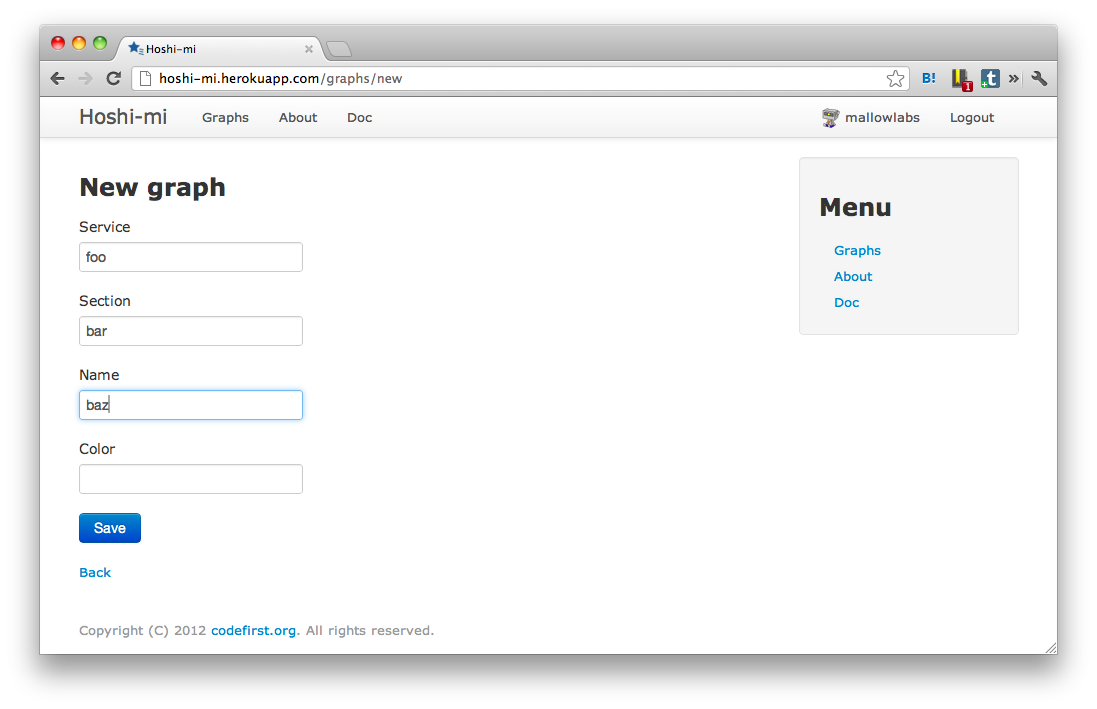 Hoshi-mi
hoshi-mi.herokuapp.com/graphs/new
B!
1
t
Hoshi-mi Graphs About Doc mallowlabs Logout
New graph
Service
foo
Section
bar
Name
baz
Color
Save
Back
Menu
Graphs
About
Doc
Copyright (C) 2012 codefirst.org. All rights reserved.